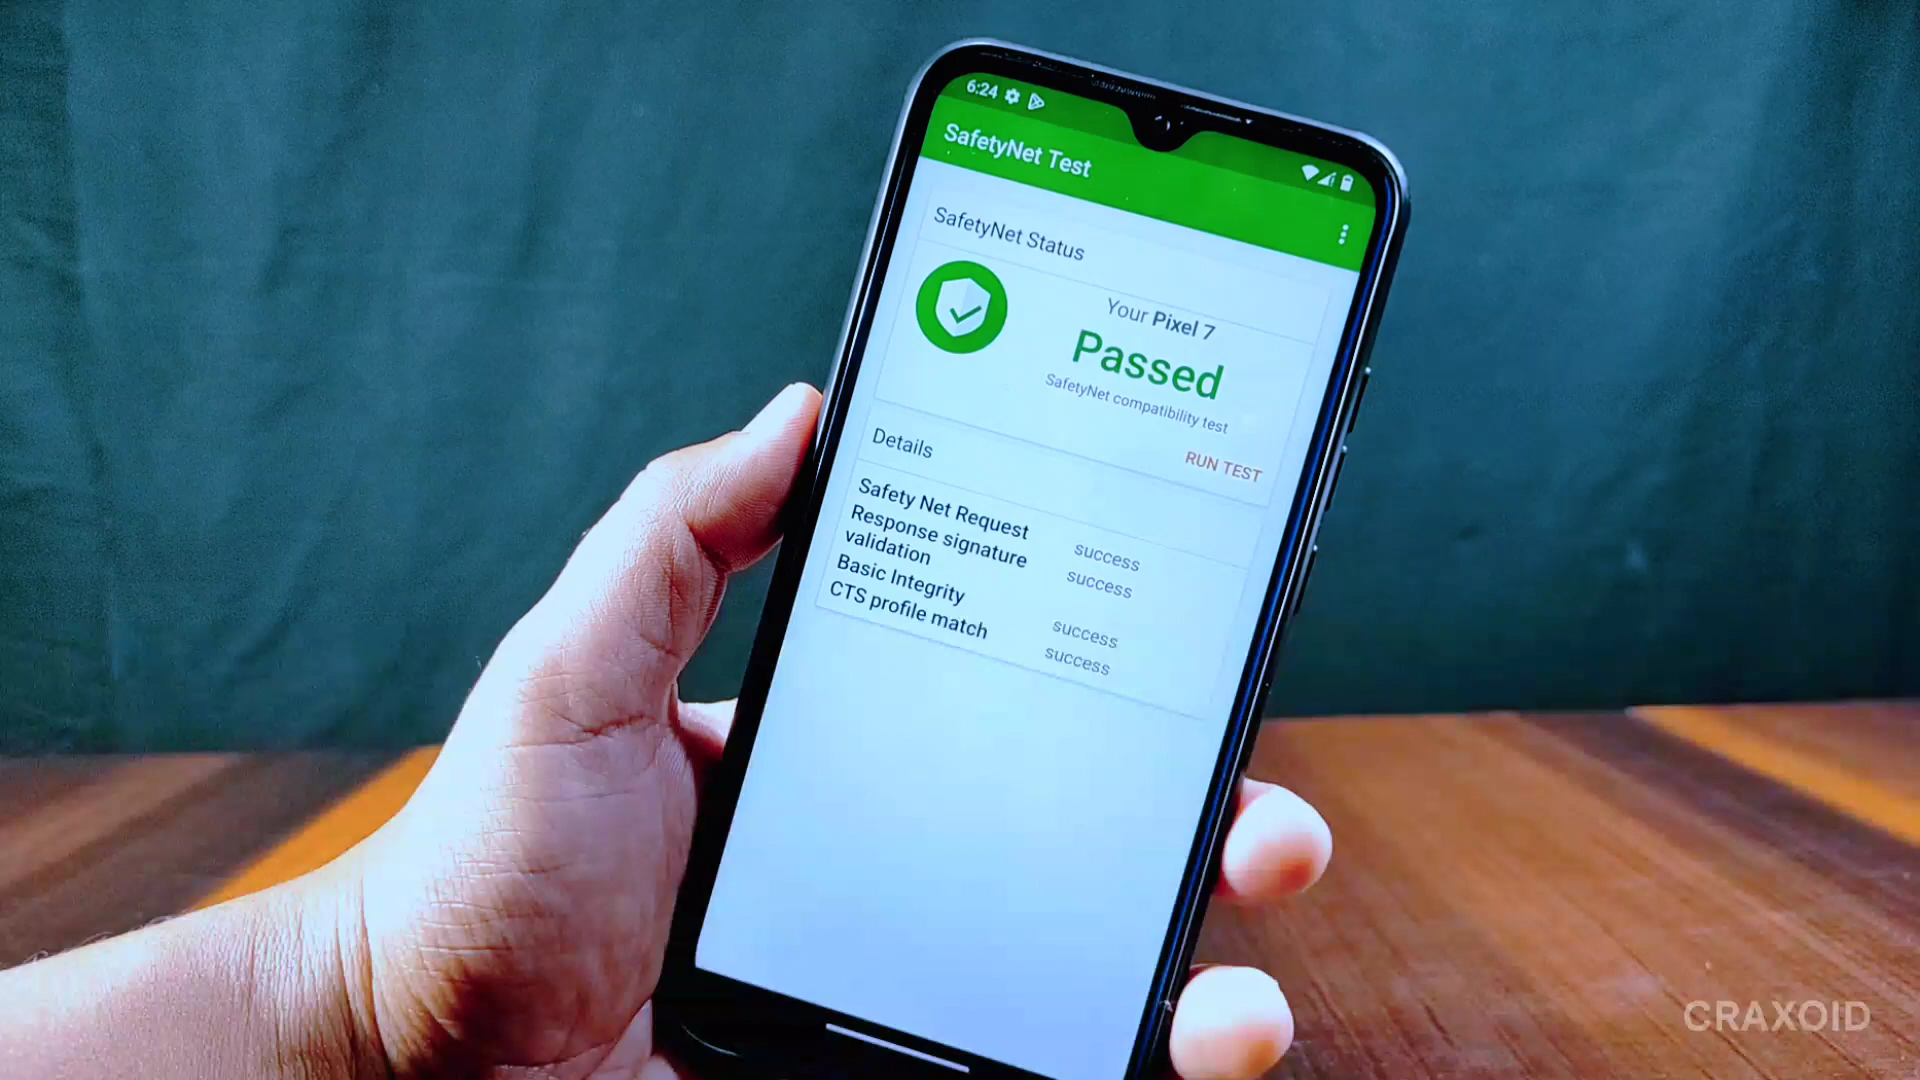 6:24
SafetyNet Test
SafetyNet Status
Your Pixel 7
Passed
SafetyNet compatibility test
RUN TEST
Details
Safety Net Request success
Response signature validation success
Basic Integrity success
CTS profile match success
CRAXOID